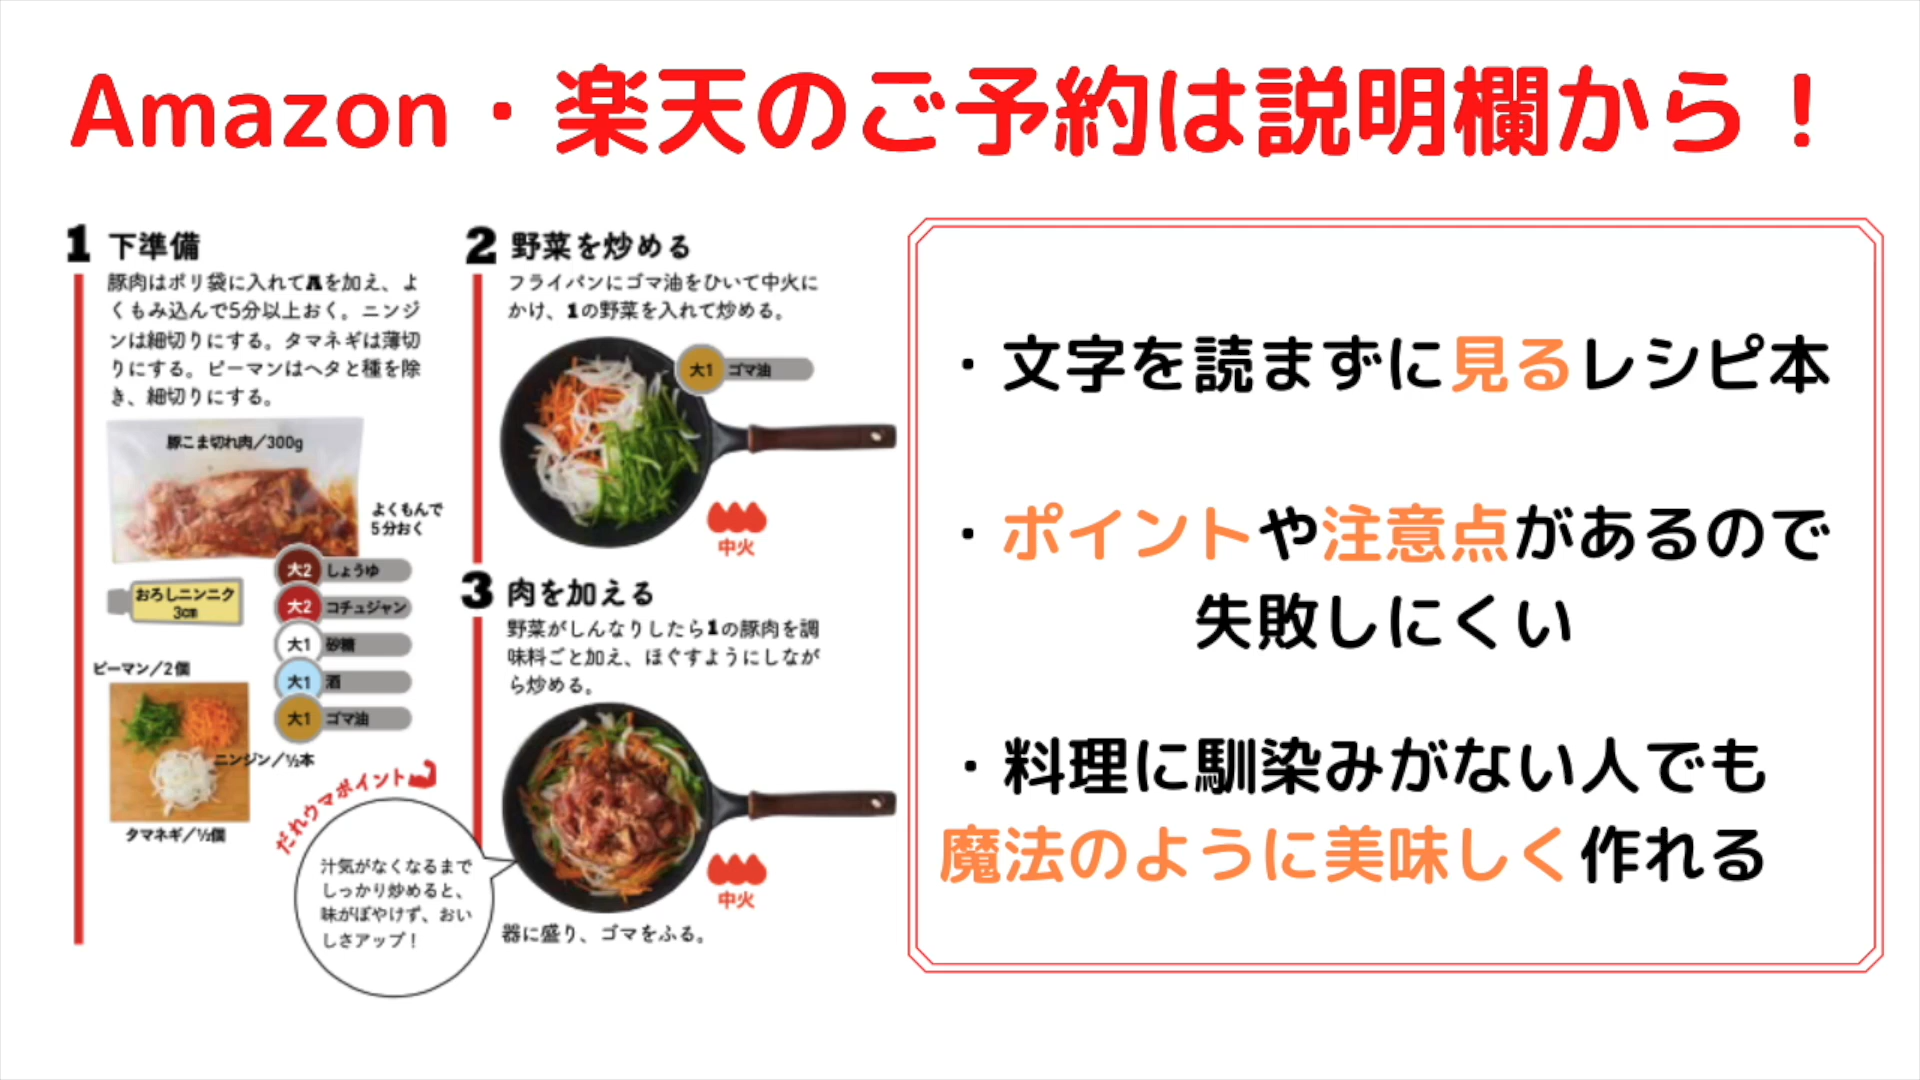 Amazon・楽天のご予約は説明欄から！
1 下準備
豚肉はポリ袋に入れてAを加え、よ
くもみ込んで5分以上おく。ニンジ
ンは細切りにする。タマネギは薄切
りにする。ピーマンはヘタと種を除
き、細切りにする。
豚こま切れ肉／300g
よくもんで
5分おく
大2 しょうゆ
おろしニンニク
3cm
大2 コチュジャン
大1 砂糖
大1 酒
大1 ゴマ油
ピーマン／2個
ニンジン／½本
タマネギ／½個
だれウマポイント
汁気がなくなるまで
しっかり炒めると、
味がぼやけず、おい
しさアップ！
2 野菜を炒める
フライパンにゴマ油をひいて中火に
かけ、1の野菜を入れて炒める。
大1 ゴマ油
中火
3 肉を加える
野菜がしんなりしたら1の豚肉を調
味料ごと加え、ほぐすようにしなが
ら炒める。
中火
器に盛り、ゴマをふる。
・文字を読まずに見るレシピ本
・ポイントや注意点があるので
失敗しにくい
・料理に馴染みがない人でも
魔法のように美味しく作れる